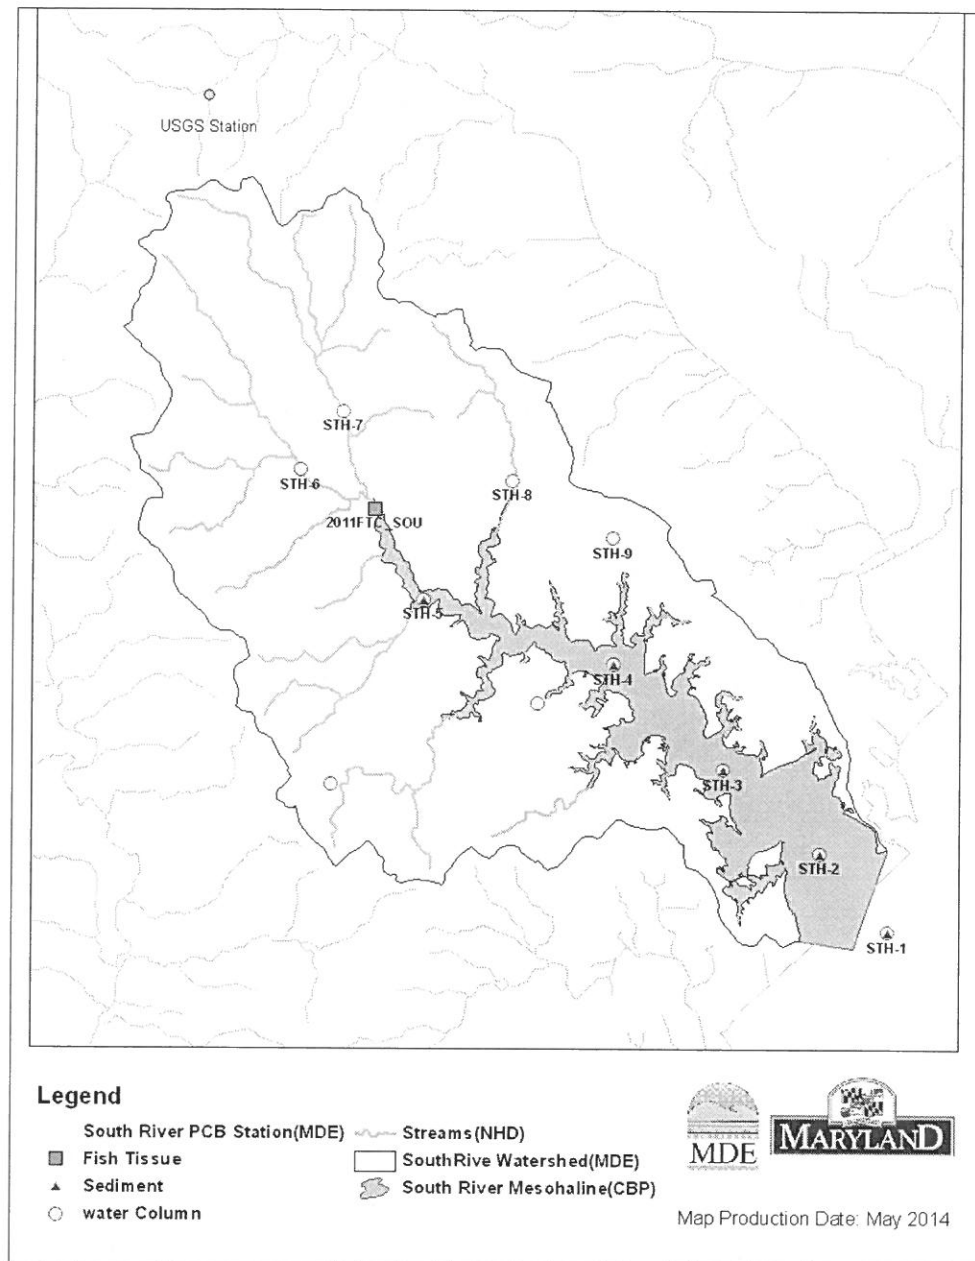 USGS Station
STH-7
STH-6
STH-8
2011FTC_SOU
STH-9
STH-5
STH-4
STH-3
STH-2
STH-1
Legend
South River PCB Station(MDE)
Fish Tissue
Sediment
water Column
Streams(NHD)
SouthRive Watershed(MDE)
South River Mesohaline(CBP)
MDE
MARYLAND
Map Production Date: May 2014